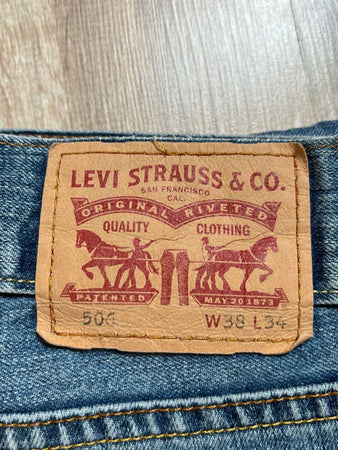 LEVI STRAUSS & CO.
SAN FRANCISCO
CAL.
ORIGINAL RIVETED
QUALITY CLOTHING
PATENTED MAY 20 1873
506 W38 L34